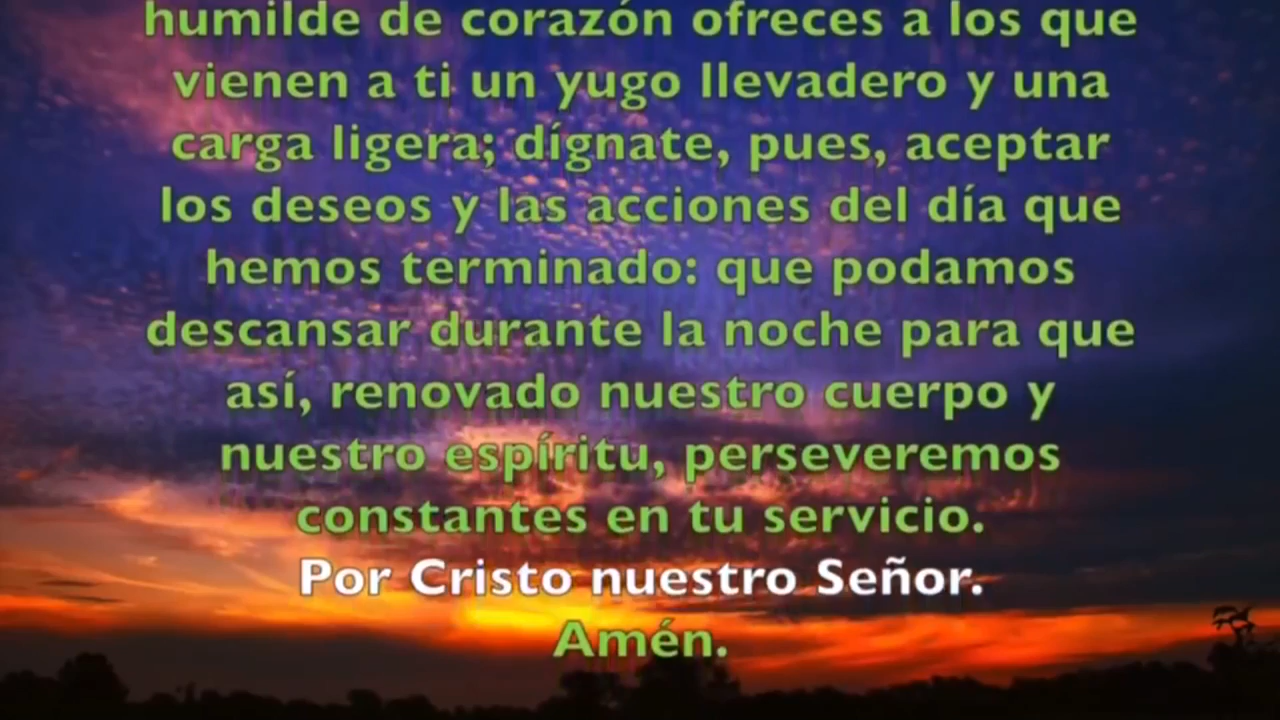 humilde de corazón ofreces a los que
vienen a ti un yugo llevadero y una
carga ligera; dígnate, pues, aceptar
los deseos y las acciones del día que
hemos terminado: que podamos
descansar durante la noche para que
así, renovado nuestro cuerpo y
nuestro espíritu, perseveremos
constantes en tu servicio.
Por Cristo nuestro Señor.
Amén.